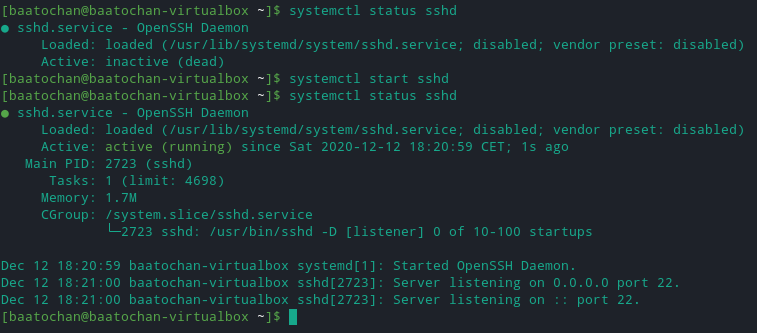 [baatochan@baatochan-virtualbox ~]$ systemctl status sshd
● sshd.service - OpenSSH Daemon
     Loaded: loaded (/usr/lib/systemd/system/sshd.service; disabled; vendor preset: disabled)
     Active: inactive (dead)
[baatochan@baatochan-virtualbox ~]$ systemctl start sshd
[baatochan@baatochan-virtualbox ~]$ systemctl status sshd
● sshd.service - OpenSSH Daemon
     Loaded: loaded (/usr/lib/systemd/system/sshd.service; disabled; vendor preset: disabled)
     Active: active (running) since Sat 2020-12-12 18:20:59 CET; 1s ago
   Main PID: 2723 (sshd)
      Tasks: 1 (limit: 4698)
     Memory: 1.7M
     CGroup: /system.slice/sshd.service
             └─2723 sshd: /usr/bin/sshd -D [listener] 0 of 10-100 startups

Dec 12 18:20:59 baatochan-virtualbox systemd[1]: Started OpenSSH Daemon.
Dec 12 18:21:00 baatochan-virtualbox sshd[2723]: Server listening on 0.0.0.0 port 22.
Dec 12 18:21:00 baatochan-virtualbox sshd[2723]: Server listening on :: port 22.
[baatochan@baatochan-virtualbox ~]$